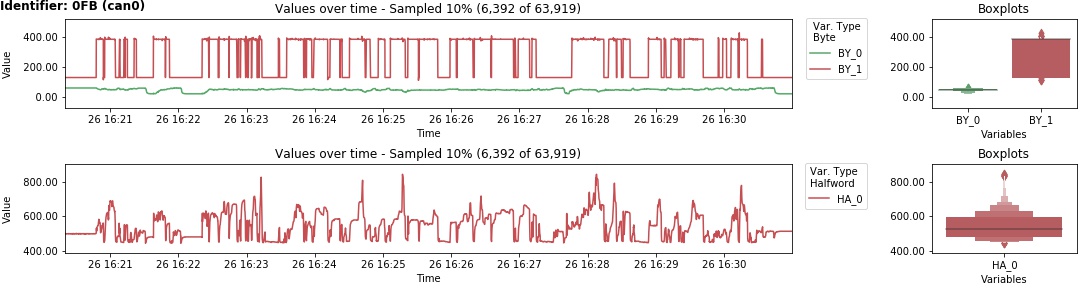 Identifier: 0FB (can0)
Values over time - Sampled 10% (6,392 of 63,919)
Value
400.00
200.00
0.00
26 16:21 26 16:22 26 16:23 26 16:24 26 16:25 26 16:26 26 16:27 26 16:28 26 16:29 26 16:30
Time
Var. Type
Byte
BY_0
BY_1
Boxplots
400.00
200.00
0.00
BY_0 BY_1
Variables
Values over time - Sampled 10% (6,392 of 63,919)
Value
800.00
600.00
400.00
26 16:21 26 16:22 26 16:23 26 16:24 26 16:25 26 16:26 26 16:27 26 16:28 26 16:29 26 16:30
Time
Var. Type
Halfword
HA_0
Boxplots
800.00
600.00
400.00
HA_0
Variables